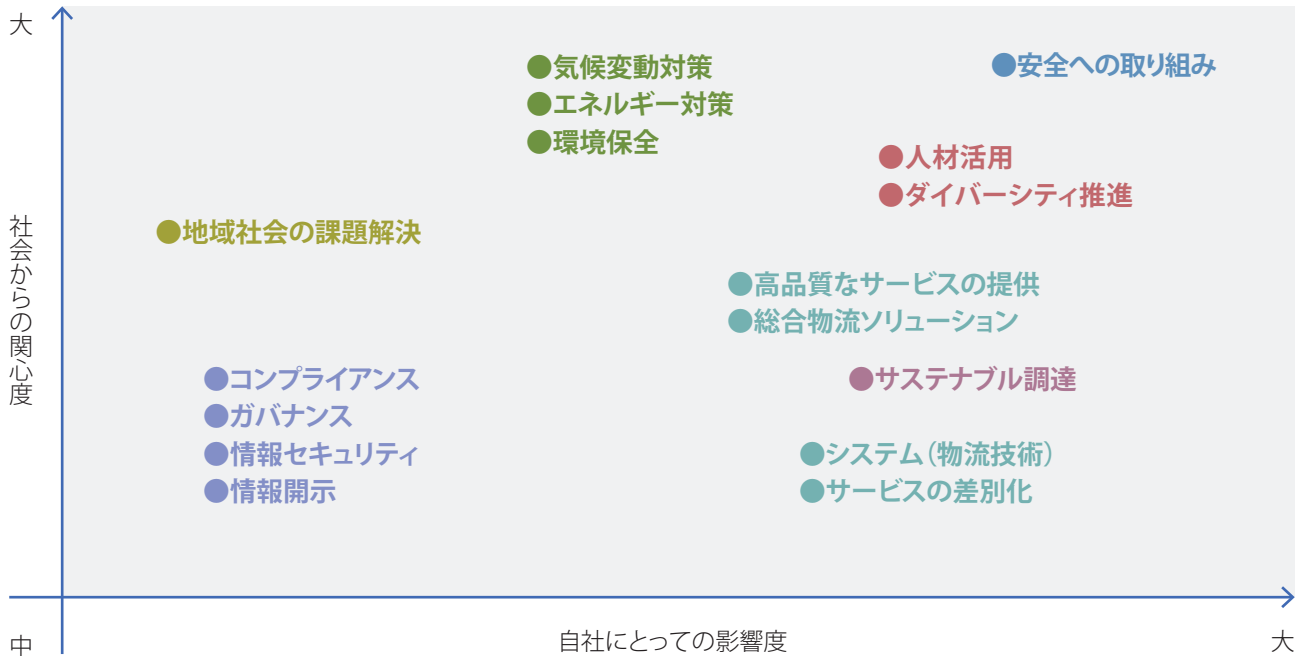 大
●気候変動対策
●エネルギー対策
●環境保全
●安全への取り組み
●人材活用
●ダイバーシティ推進
社会からの関心度
●地域社会の課題解決
●高品質なサービスの提供
●総合物流ソリューション
●コンプライアンス
●ガバナンス
●情報セキュリティ
●情報開示
●サステナブル調達
●システム（物流技術）
●サービスの差別化
中
自社にとっての影響度
大